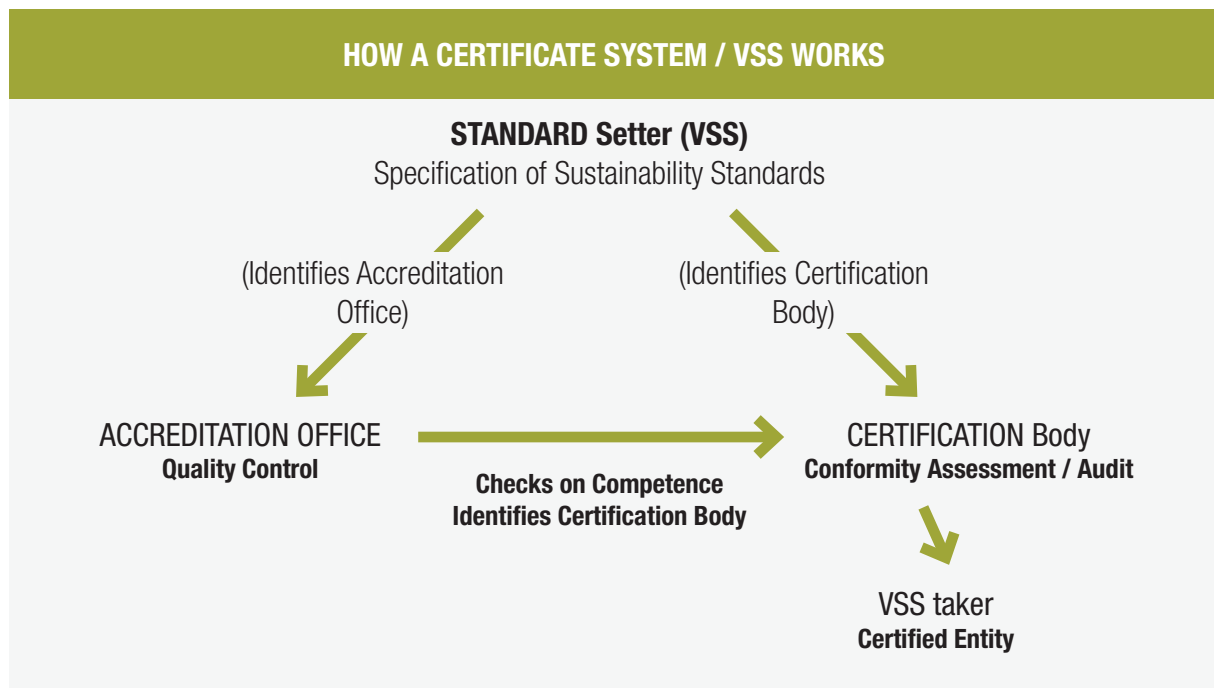 HOW A CERTIFICATE SYSTEM / VSS WORKS
STANDARD Setter (VSS)
Specification of Sustainability Standards
(Identifies Accreditation
Office)
(Identifies Certification
Body)
ACCREDITATION OFFICE
Quality Control
Checks on Competence
Identifies Certification Body
CERTIFICATION Body
Conformity Assessment / Audit
VSS taker
Certified Entity